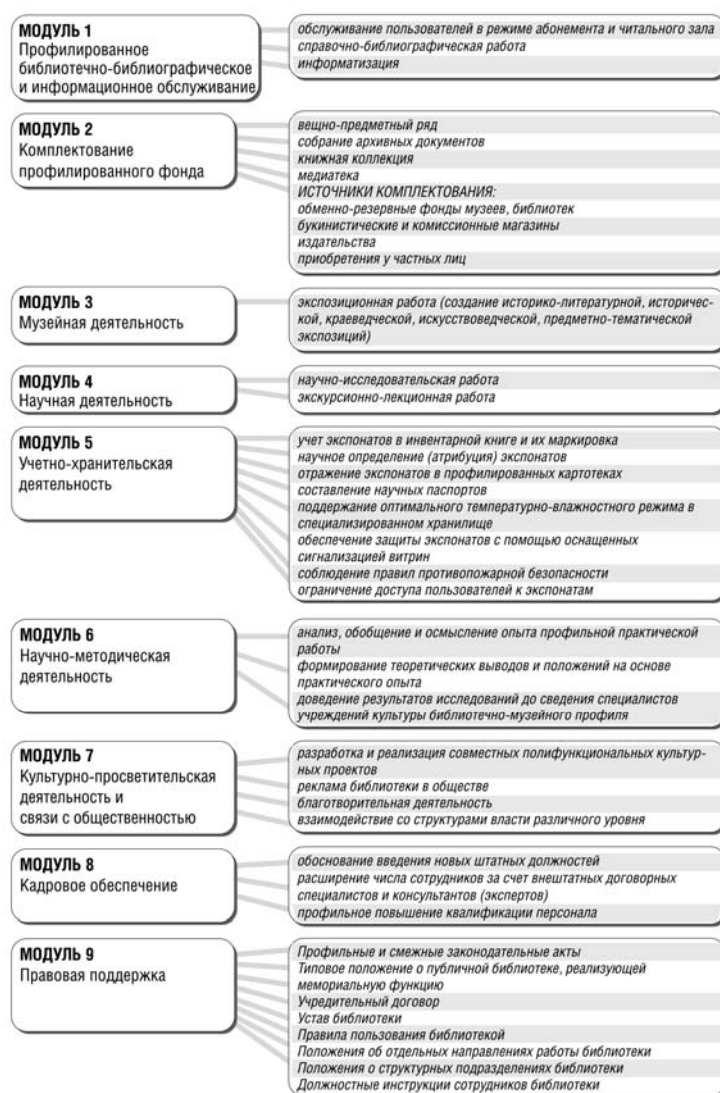 МОДУЛЬ 1
Профилированное
библиотечно-библиографическое
и информационное обслуживание
обслуживание пользователей в режиме абонемента и читального зала
справочно-библиографическая работа
информатизация
МОДУЛЬ 2
Комплектование
профилированного фонда
вещно-предметный ряд
собрание архивных документов
книжная коллекция
медиатека
ИСТОЧНИКИ КОМПЛЕКТОВАНИЯ:
обменно-резервные фонды музеев, библиотек
букинистические и комиссионные магазины
издательства
приобретения у частных лиц
МОДУЛЬ 3
Музейная деятельность
экспозиционная работа (создание историко-литературной, историчес-
кой, краеведческой, искусствоведческой, предметно-тематической
экспозиций)
МОДУЛЬ 4
Научная деятельность
научно-исследовательская работа
экскурсионно-лекционная работа
МОДУЛЬ 5
Учетно-хранительская
деятельность
учет экспонатов в инвентарной книге и их маркировка
научное определение (атрибуция) экспонатов
отражение экспонатов в профилированных картотеках
составление научных паспортов
поддержание оптимального температурно-влажностного режима в
специализированном хранилище
обеспечение защиты экспонатов с помощью оснащенных
сигнализацией витрин
соблюдение правил противопожарной безопасности
ограничение доступа пользователей к экспонатам
МОДУЛЬ 6
Научно-методическая
деятельность
анализ, обобщение и осмысление опыта профильной практической
работы
формирование теоретических выводов и положений на основе
практического опыта
доведение результатов исследований до сведения специалистов
учреждений культуры библиотечно-музейного профиля
МОДУЛЬ 7
Культурно-просветительская
деятельность и
связи с общественностью
разработка и реализация совместных полифункциональных культур-
ных проектов
реклама библиотеки в обществе
благотворительная деятельность
взаимодействие со структурами власти различного уровня
МОДУЛЬ 8
Кадровое обеспечение
обоснование введения новых штатных должностей
расширение числа сотрудников за счет внештатных договорных
специалистов и консультантов (экспертов)
профильное повышение квалификации персонала
МОДУЛЬ 9
Правовая поддержка
Профильные и смежные законодательные акты
Типовое положение о публичной библиотеке, реализующей
мемориальную функцию
Учредительный договор
Устав библиотеки
Правила пользования библиотекой
Положения об отдельных направлениях работы библиотеки
Положения о структурных подразделениях библиотеки
Должностные инструкции сотрудников библиотеки